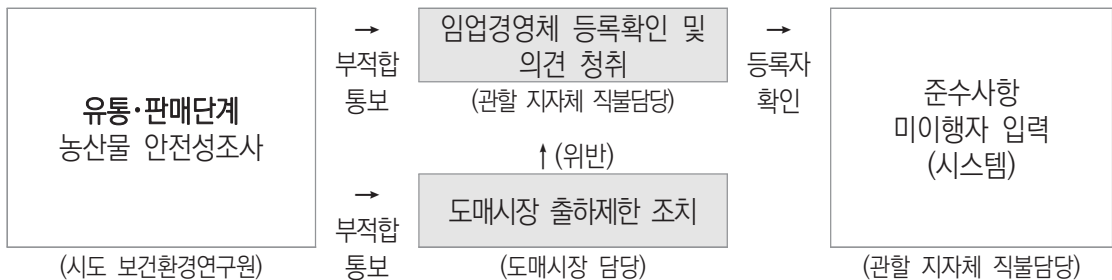 유통·판매단계
농산물 안전성조사
(시도 보건환경연구원)
→
부적합
통보
임업경영체 등록확인 및
의견 청취
(관할 지자체 직불담당)
↑(위반)
→
부적합
통보
도매시장 출하제한 조치
(도매시장 담당)
→
등록자
확인
준수사항
미이행자 입력
(시스템)
(관할 지자체 직불담당)